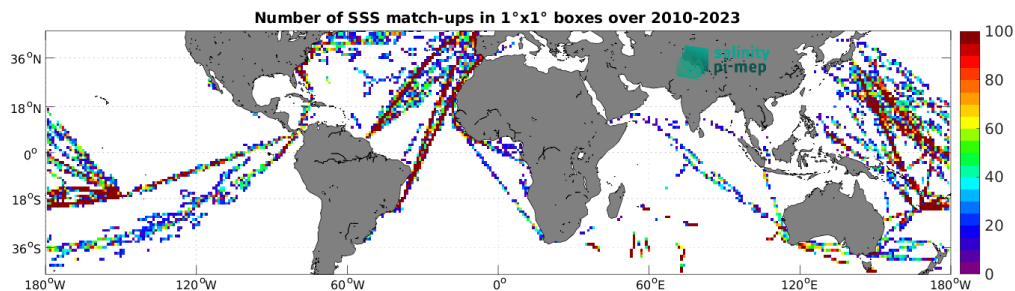 Number of SSS match-ups in 1°x1° boxes over 2010-2023
salinity
pi-mep
36°N
18°N
0°
18°S
36°S
180°W
120°W
60°W
0°
60°E
120°E
180°W
100
80
60
40
20
0